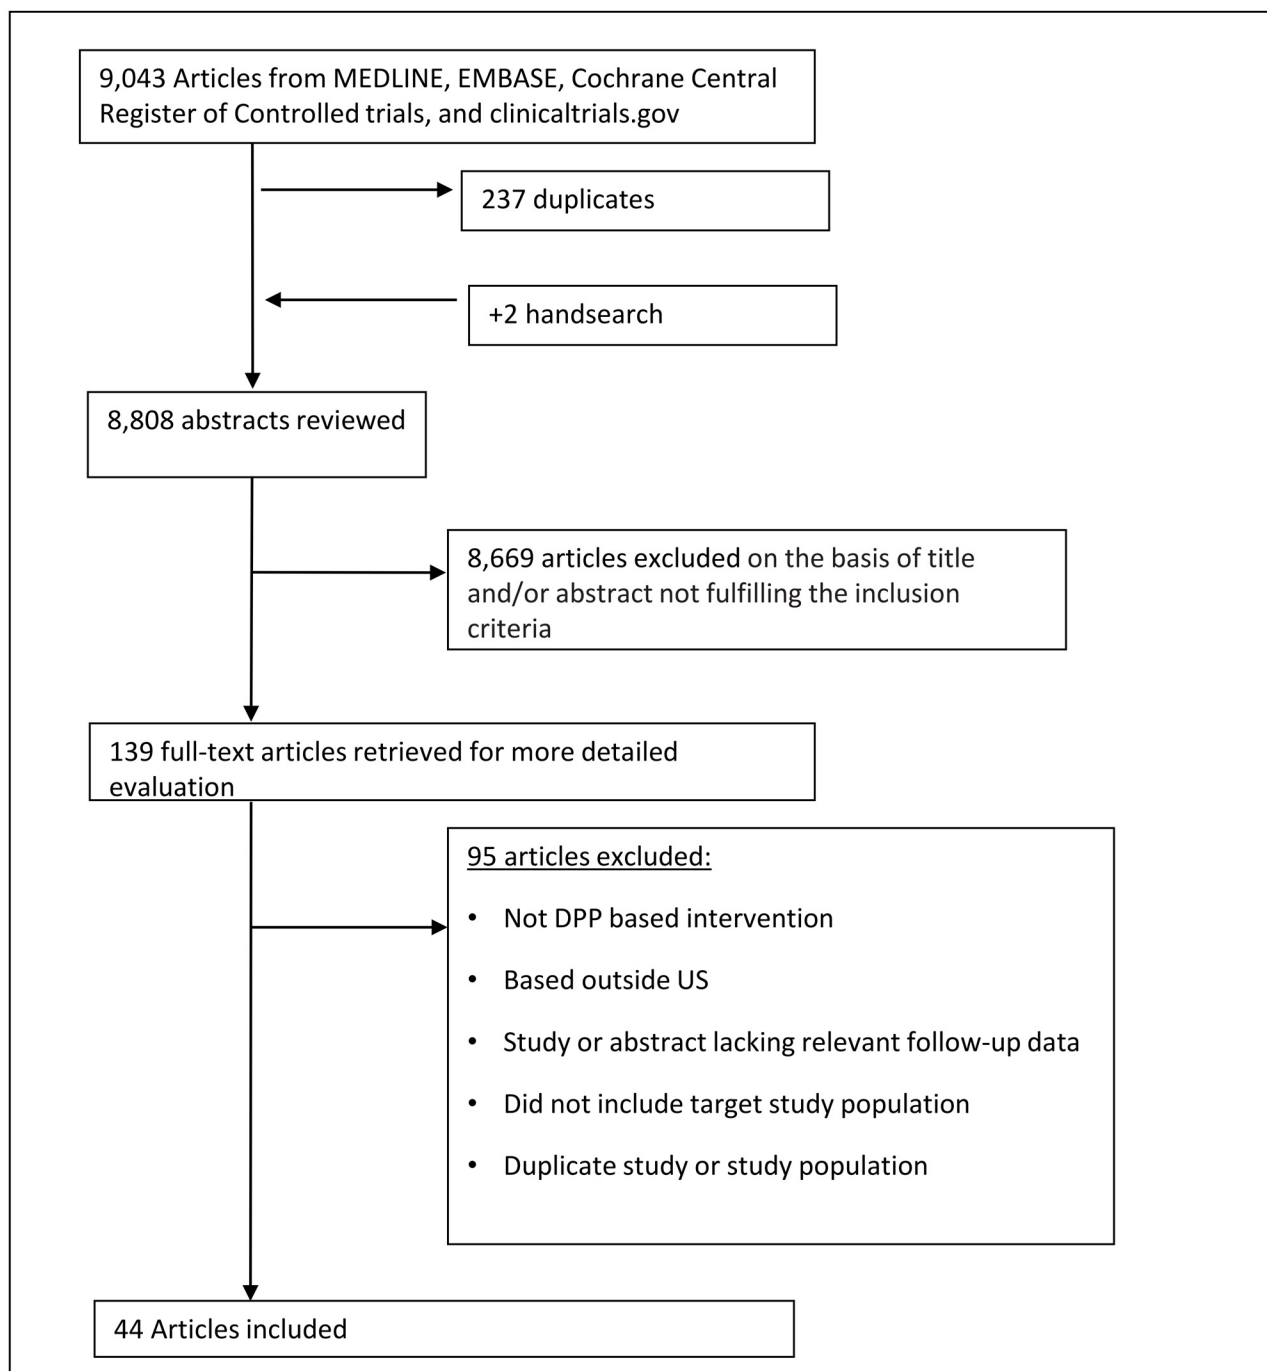 9,043 Articles from MEDLINE, EMBASE, Cochrane Central
Register of Controlled trials, and clinicaltrials.gov
237 duplicates
+2 handsearch
8,808 abstracts reviewed
8,669 articles excluded on the basis of title
and/or abstract not fulfilling the inclusion
criteria
139 full-text articles retrieved for more detailed
evaluation
95 articles excluded:
• Not DPP based intervention
• Based outside US
• Study or abstract lacking relevant follow-up data
• Did not include target study population
• Duplicate study or study population
44 Articles included